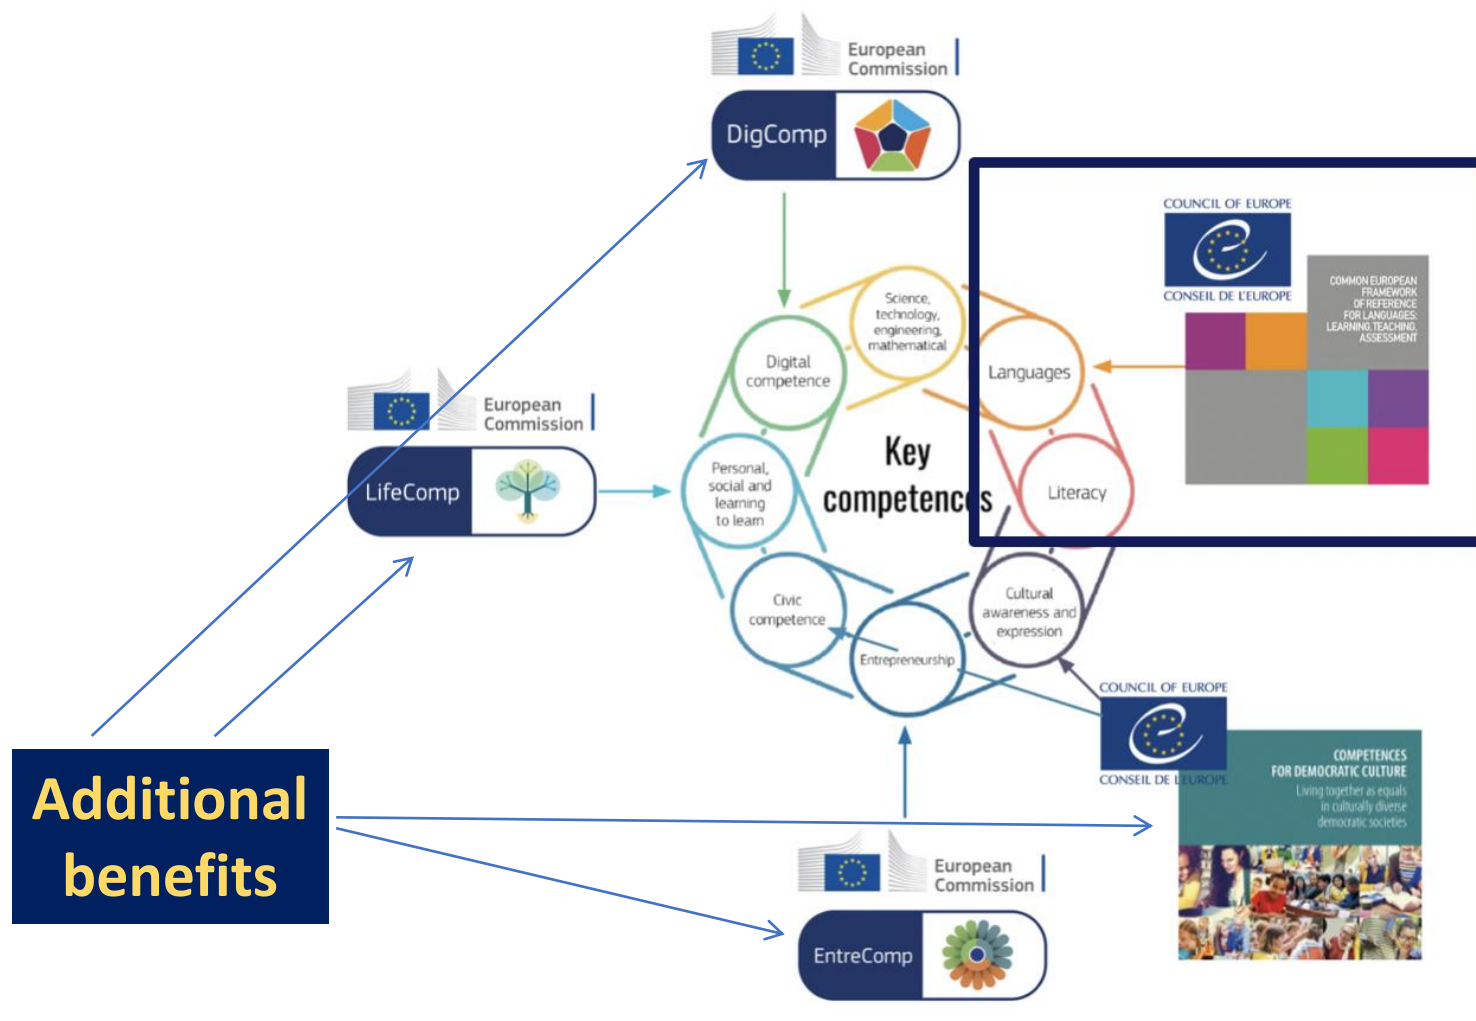 European
Commission
DigComp
COUNCIL OF EUROPE
CONSEIL DE L'EUROPE
COMMON EUROPEAN
FRAMEWORK
OF REFERENCE
FOR LANGUAGES:
LEARNING, TEACHING,
ASSESSMENT
Science,
technology,
engineering,
mathematical
Digital
competence
Languages
European
Commission
LifeComp
Personal,
social and
learning
to learn
Key
competences
Literacy
Civic
competence
Cultural
awareness and
expression
Entrepreneurship
COUNCIL OF EUROPE
CONSEIL DE L'EUROPE
COMPETENCES
FOR DEMOCRATIC CULTURE
Living together as equals
in culturally diverse
democratic societies
Additional
benefits
European
Commission
EntreComp